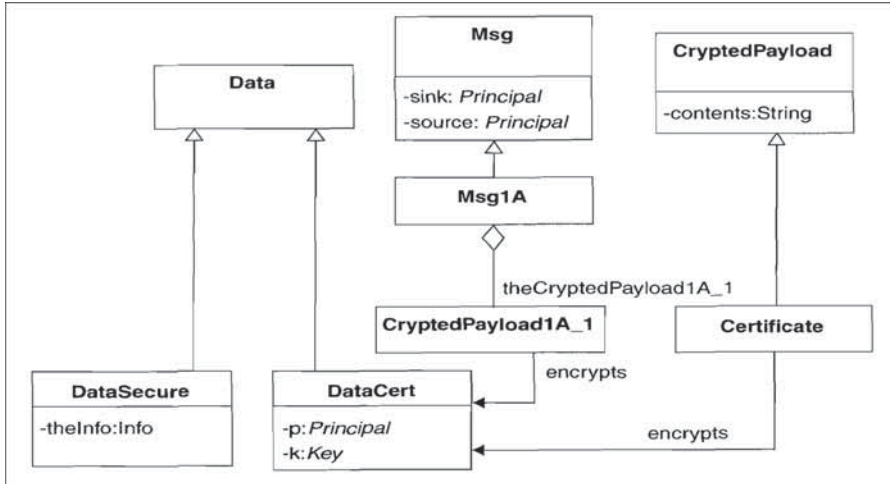 Msg
-sink: Principal
-source: Principal
CryptedPayload
-contents:String
Data
Msg1A
theCryptedPayload1A_1
CryptedPayload1A_1
Certificate
encrypts
DataSecure
-theInfo:Info
DataCert
-p:Principal
-k:Key
encrypts